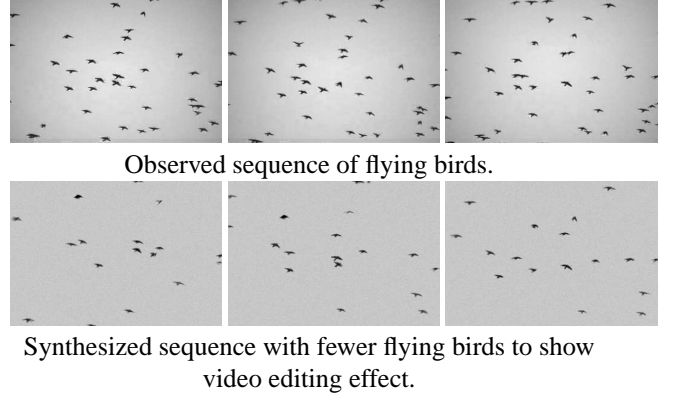 Observed sequence of flying birds.
Synthesized sequence with fewer flying birds to show
video editing effect.